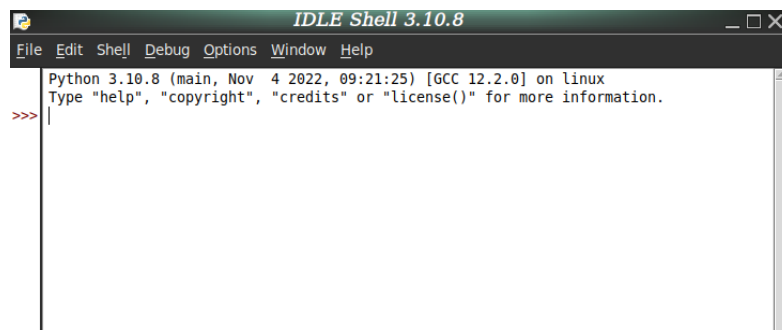 IDLE Shell 3.10.8
File Edit Shell Debug Options Window Help
Python 3.10.8 (main, Nov  4 2022, 09:21:25) [GCC 12.2.0] on linux
Type "help", "copyright", "credits" or "license()" for more information.
>>>